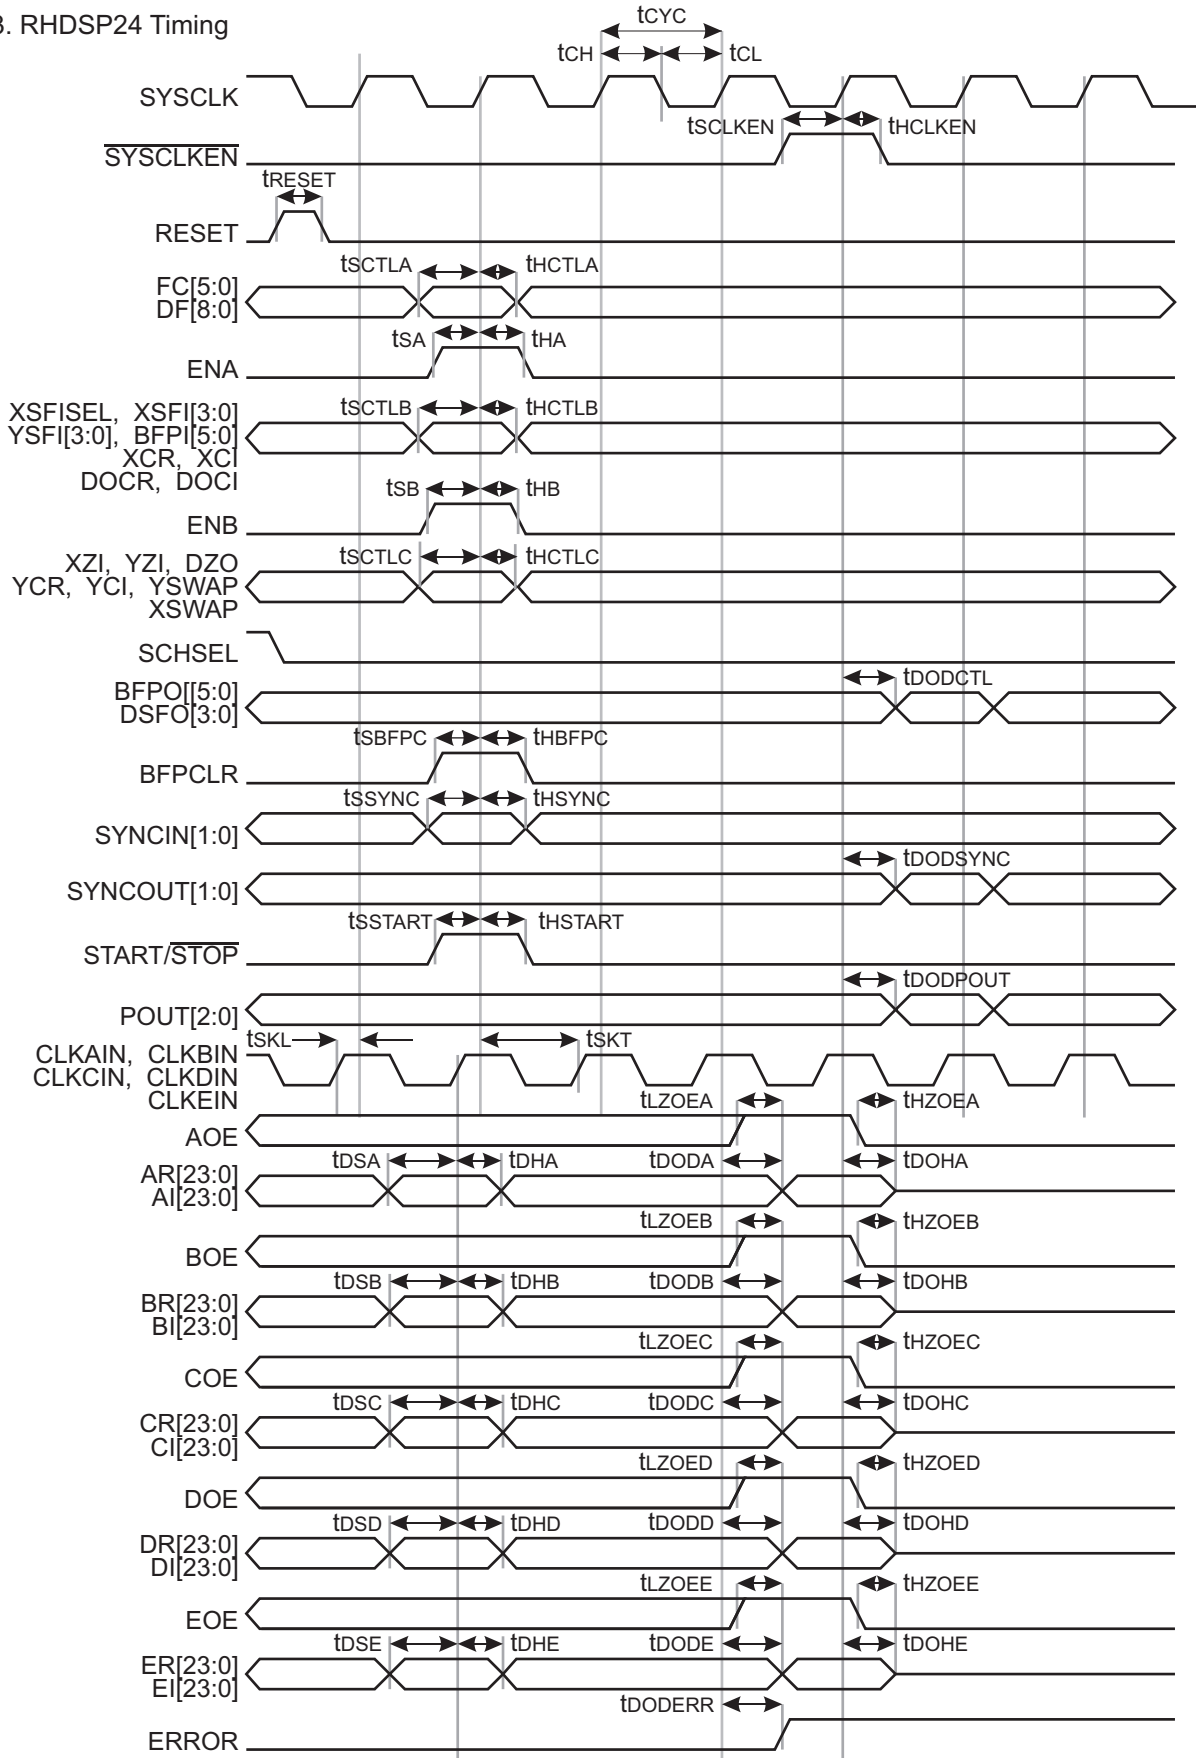 3. RHDSP24 Timing
tCYC
tCH
tCL
SYSCLK
tSCLKEN
tHCLKEN
SYSCLKEN
tRESET
RESET
tSCTLA
tHCTLA
FC[5:0]
DF[8:0]
tSA
tHA
ENA
XSFISEL, XSFI[3:0]
tSCTLB
tHCTLB
YSFI[3:0], BFPI[5:0]
XCR, XCI
DOCR, DOCI
tSB
tHB
ENB
XZI, YZI, DZO
tSCTLC
tHCTLC
YCR, YCI, YSWAP
XSWAP
SCHSEL
tDODCTL
BFPO[[5:0]
DSFO[3:0]
tSBFPC
tHBFPC
BFPCLR
tSSYNC
tHSYNC
SYNCIN[1:0]
tDODSYNC
SYNCOUT[1:0]
tSSTART
tHSTART
START/STOP
tDODPOUT
POUT[2:0]
tSKL
tSKT
CLKAIN, CLKBIN
CLKCIN, CLKDIN
CLKEIN
tLZOEA
tHZOEA
AOE
tDSA
tDHA
tDODA
tDOHA
AR[23:0]
AI[23:0]
tLZOEB
tHZOEB
BOE
tDSB
tDHB
tDODB
tDOHB
BR[23:0]
BI[23:0]
tLZOEC
tHZOEC
COE
tDSC
tDHC
tDODC
tDOHC
CR[23:0]
CI[23:0]
tLZOED
tHZOED
DOE
tDSD
tDHD
tDODD
tDOHD
DR[23:0]
DI[23:0]
tLZOEE
tHZOEE
EOE
tDSE
tDHE
tDODE
tDOHE
ER[23:0]
EI[23:0]
tDODERR
ERROR